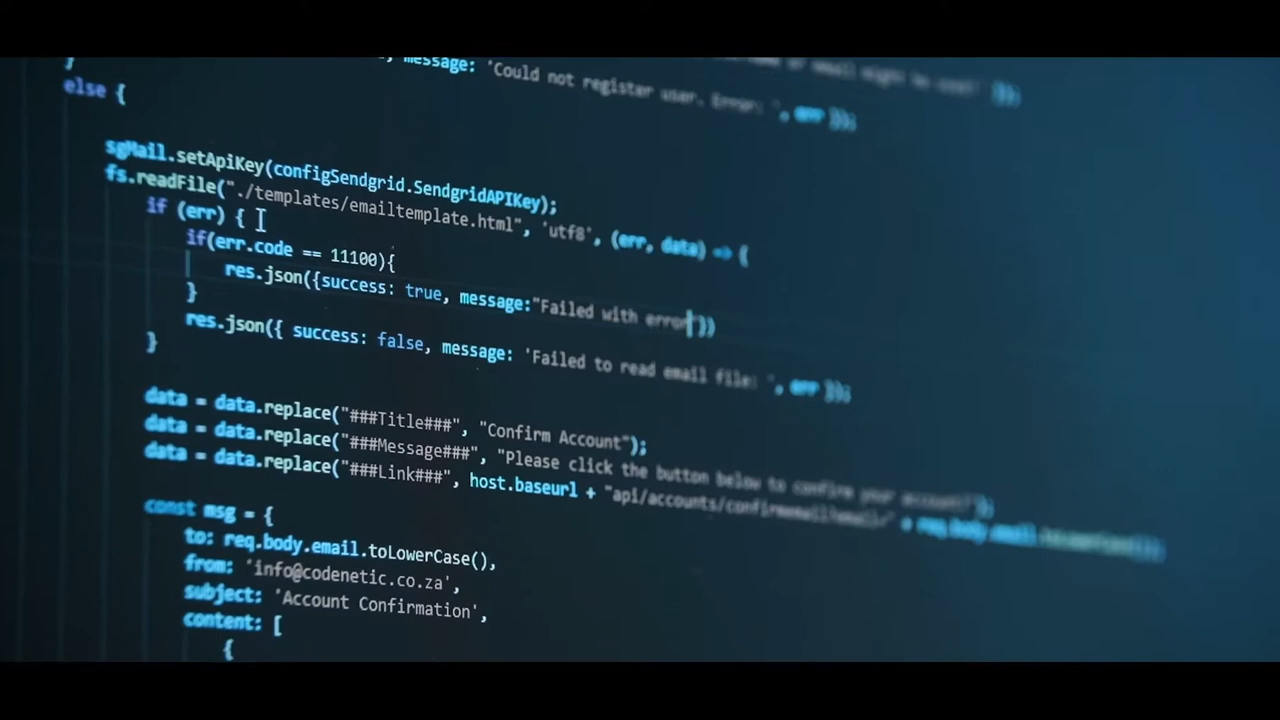 }
, message: 'Could not register user. Error: ', err });
else {
sgMail.setApiKey(configSendgrid.SendgridAPIKey);
fs.readFile("./templates/emailtemplate.html", 'utf8', (err, data) => {
if (err) {
if(err.code == 11100){
res.json({success: true, message:"Failed with error"})
}
res.json({ success: false, message: 'Failed to read email file: ', err });
}
data = data.replace("###Title###", "Confirm Account");
data = data.replace("###Message###", "Please click the button below to confirm your account!");
data = data.replace("###Link###", host.baseurl + "api/accounts/confirmemail?email=" + req.body.email.toLowerCase());
const msg = {
to: req.body.email.toLowerCase(),
from: 'info@codenetic.co.za',
subject: 'Account Confirmation',
content: [
{